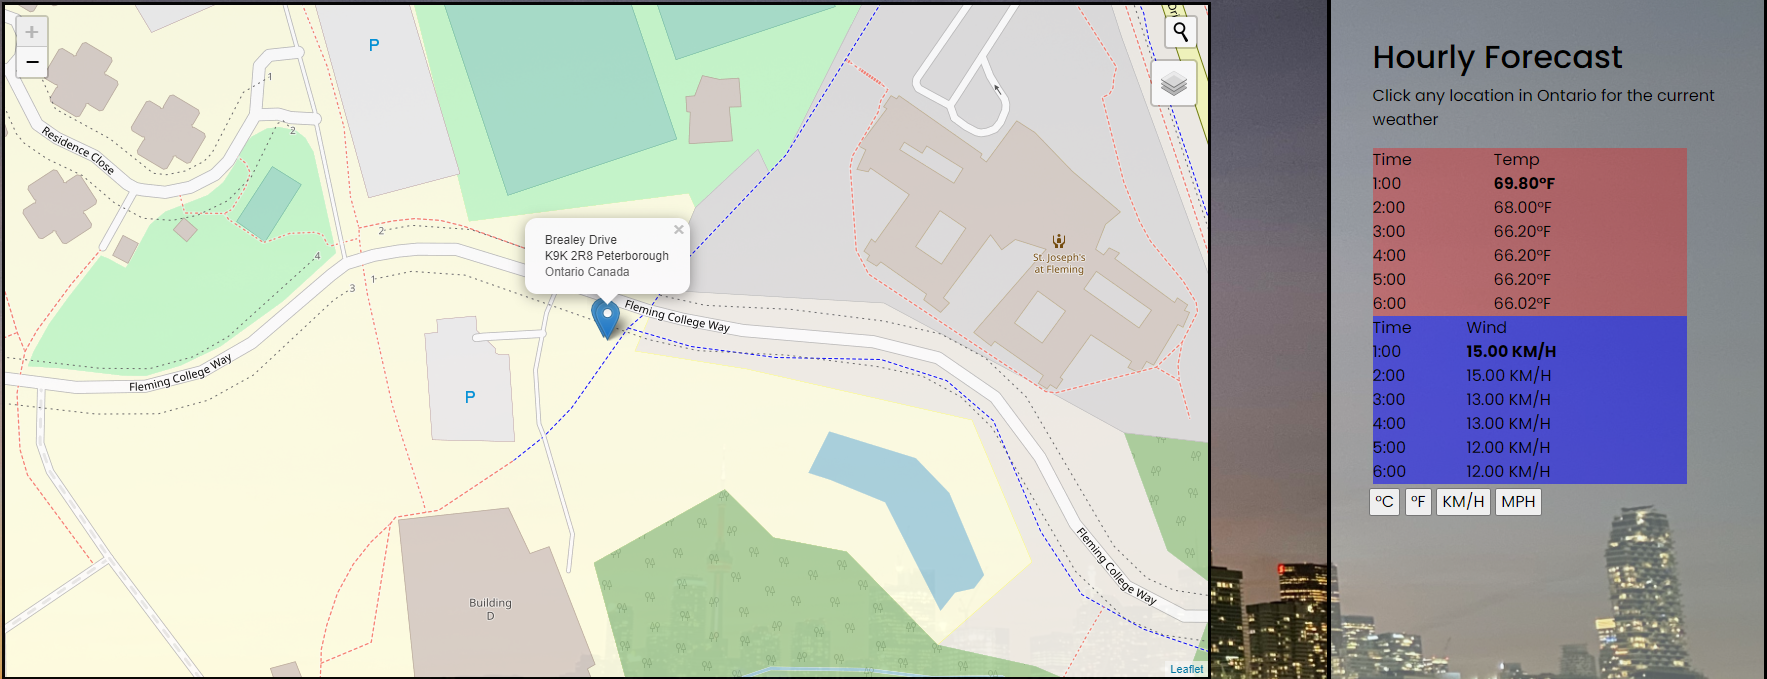 +
−
P
1
2
Residence Close
2
4
3
1
Fleming College Way
P
Building
D
×
Brealey Drive
K9K 2R8 Peterborough
Ontario Canada
Fleming College Way
St. Joseph's
at Fleming
Fleming College Way
Leaflet
Hourly Forecast
Click any location in Ontario for the current
weather
Time Temp
1:00 69.80°F
2:00 68.00°F
3:00 66.20°F
4:00 66.20°F
5:00 66.20°F
6:00 66.02°F
Time Wind
1:00 15.00 KM/H
2:00 15.00 KM/H
3:00 13.00 KM/H
4:00 13.00 KM/H
5:00 12.00 KM/H
6:00 12.00 KM/H
°C °F KM/H MPH